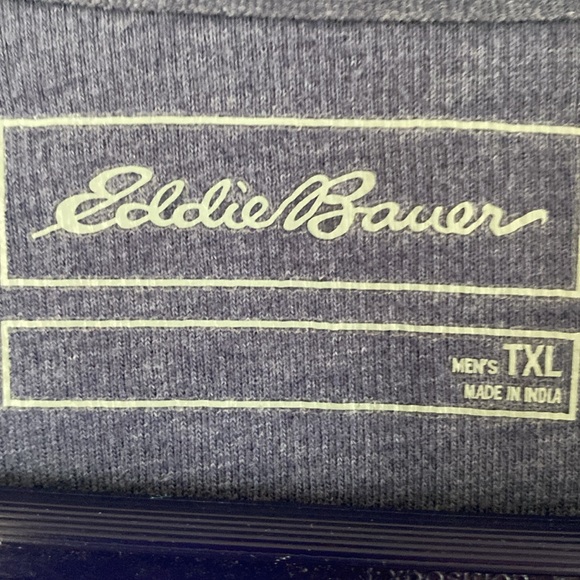 Eddie Bauer
MEN'S TXL
MADE IN INDIA